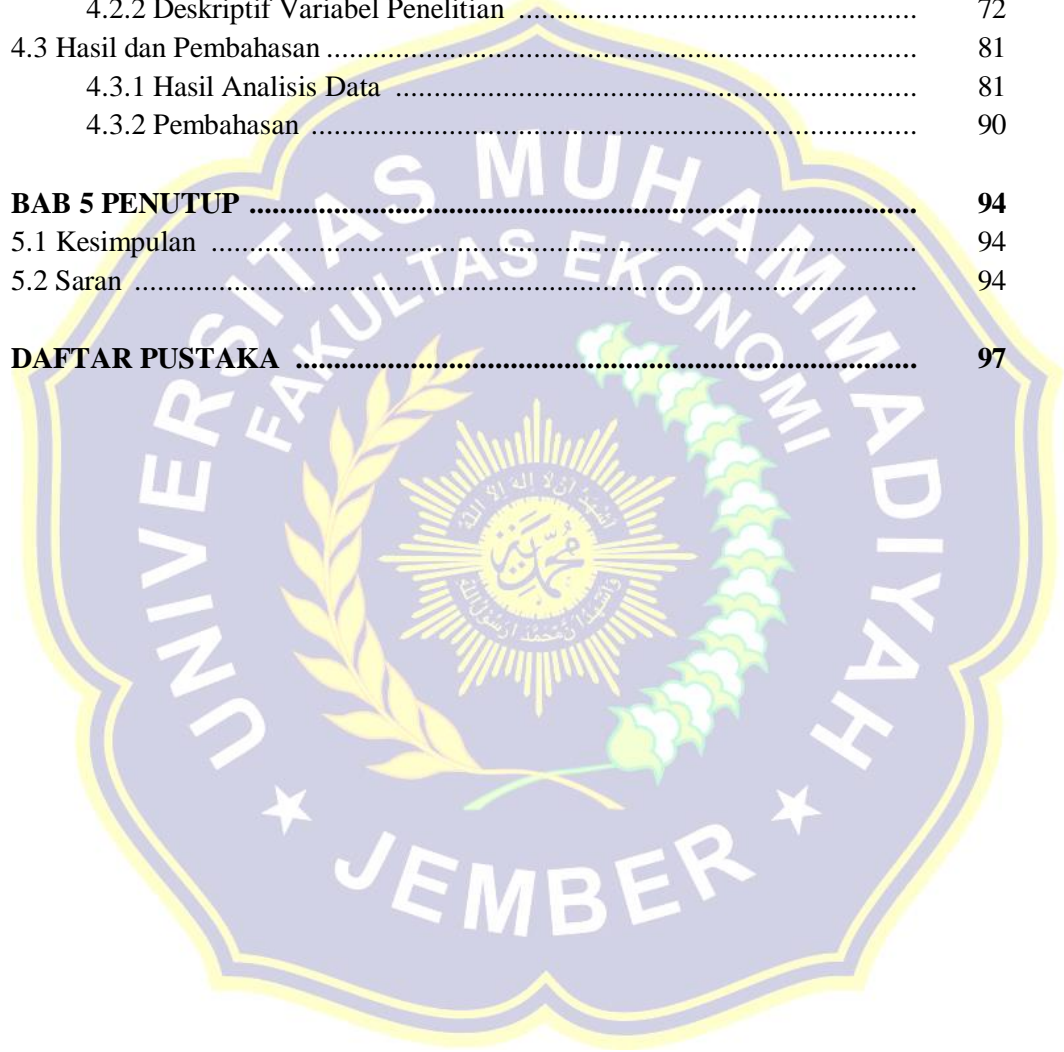 4.2.2 Deskriptif Variabel Penelitian ................................................................ 72
4.3 Hasil dan Pembahasan ................................................................ 81
4.3.1 Hasil Analisis Data ................................................................ 81
4.3.2 Pembahasan ................................................................ 90
BAB 5 PENUTUP ................................................................ 94
5.1 Kesimpulan ................................................................ 94
5.2 Saran ................................................................ 94
DAFTAR PUSTAKA ................................................................ 97
UNIVERSITAS MUHAMMADIYAH
FAKULTAS EKONOMI
محمد
JEMBER